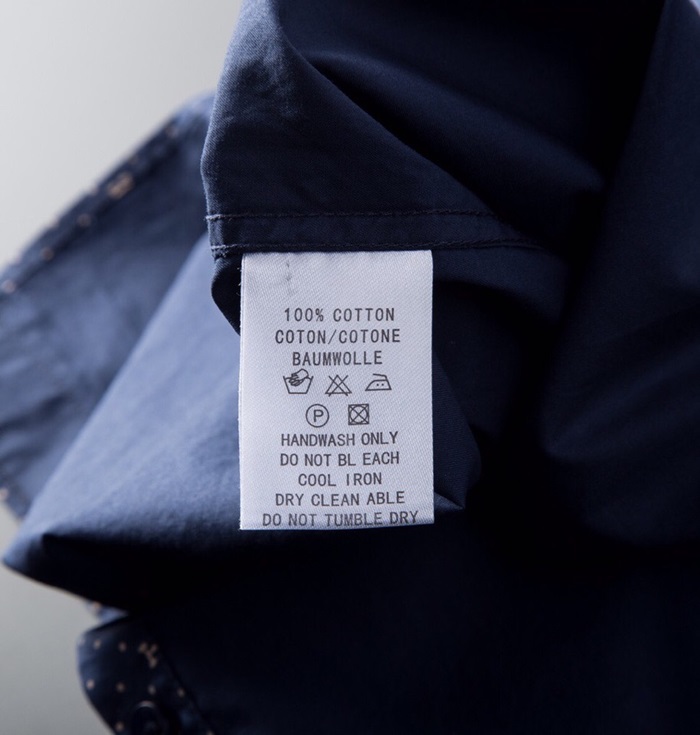 100% COTTON
COTON/COTONE
BAUMWOLLE
P
HANDWASH ONLY
DO NOT BL EACH
COOL IRON
DRY CLEAN ABLE
DO NOT TUMBLE DRY